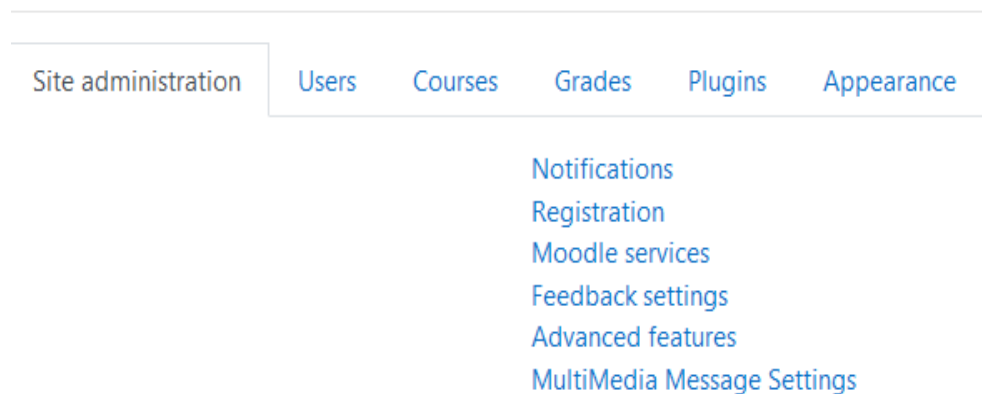 Site administration Users Courses Grades Plugins Appearance
Notifications
Registration
Moodle services
Feedback settings
Advanced features
MultiMedia Message Settings